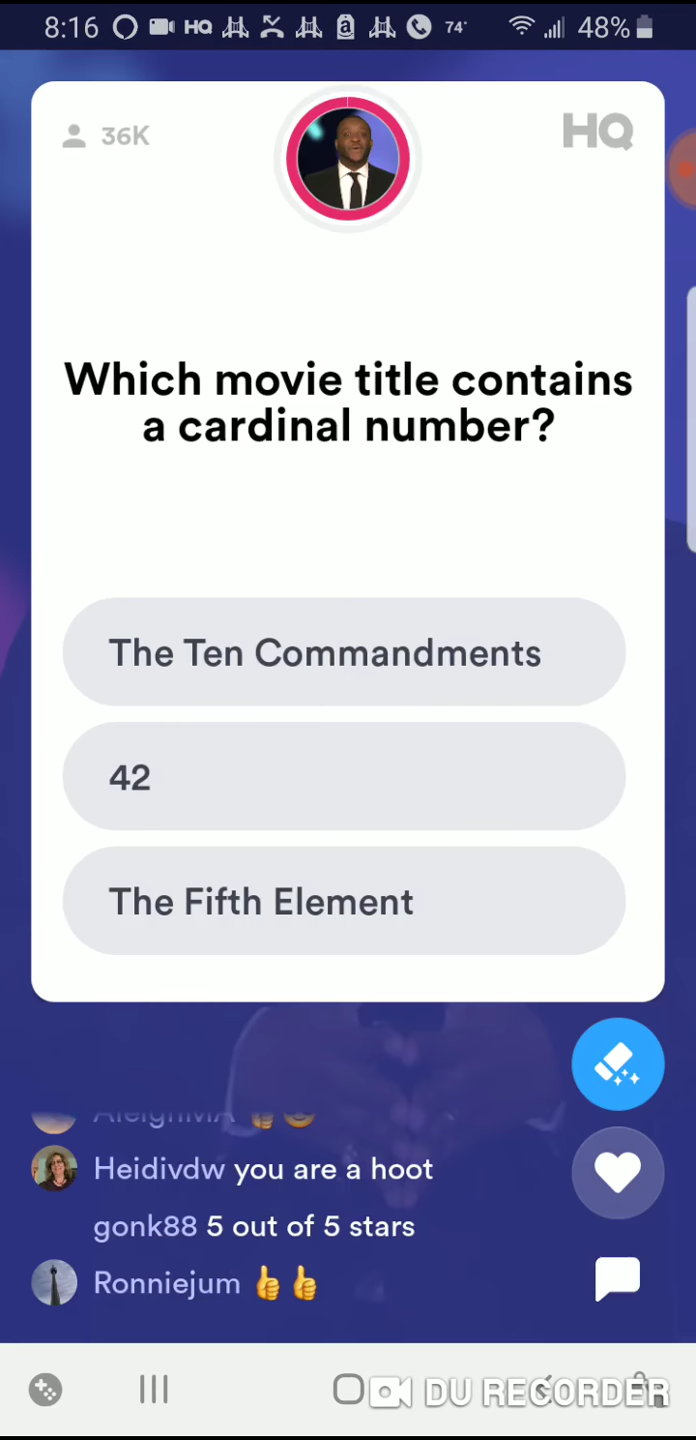 8:16 HQ 74° 48%
36K
HQ
Which movie title contains
a cardinal number?
The Ten Commandments
42
The Fifth Element
AleighMA
Heidivdw you are a hoot
gonk88 5 out of 5 stars
Ronniejum
DU RECORDER